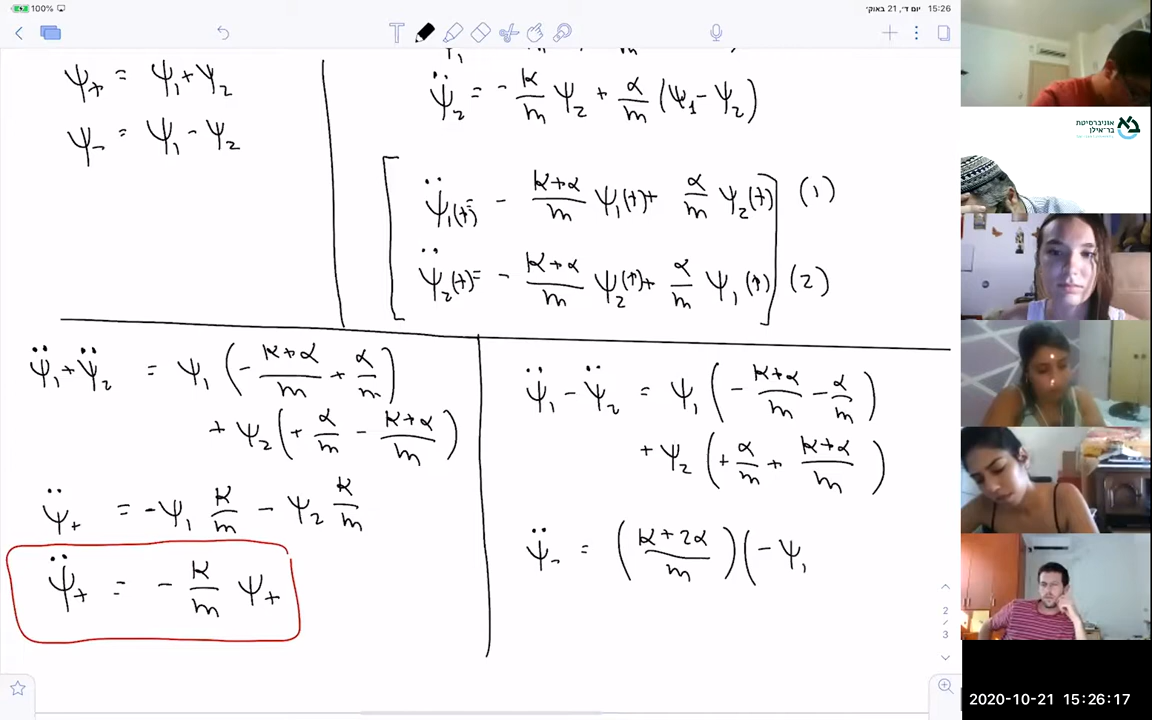 100%
יום ד׳, 21 באוק׳ 15:26
ψ₊ = ψ₁+ψ₂
ψ₋ = ψ₁ - ψ₂
ψ̈₂ = - K/m ψ₂ + α/m (ψ₁ - ψ₂)
ψ̈₁(t) = - K+α/m ψ₁(t) + α/m ψ₂(t) (1)
ψ̈₂(t) = - K+α/m ψ₂(t) + α/m ψ₁(t) (2)
ψ̈₁ + ψ̈₂ = ψ₁ (- K+α/m + α/m)
+ ψ₂ (+ α/m - K+α/m)
ψ̈₊ = -ψ₁ K/m - ψ₂ K/m
ψ̈₊ = - K/m ψ₊
ψ̈₁ - ψ̈₂ = ψ₁ (- K+α/m - α/m)
+ ψ₂ (+ α/m + K+α/m)
ψ̈₋ = (K+2α/m) (-ψ₁
2
/
3
אוניברסיטת
בר־אילן
2020-10-21 15:26:17